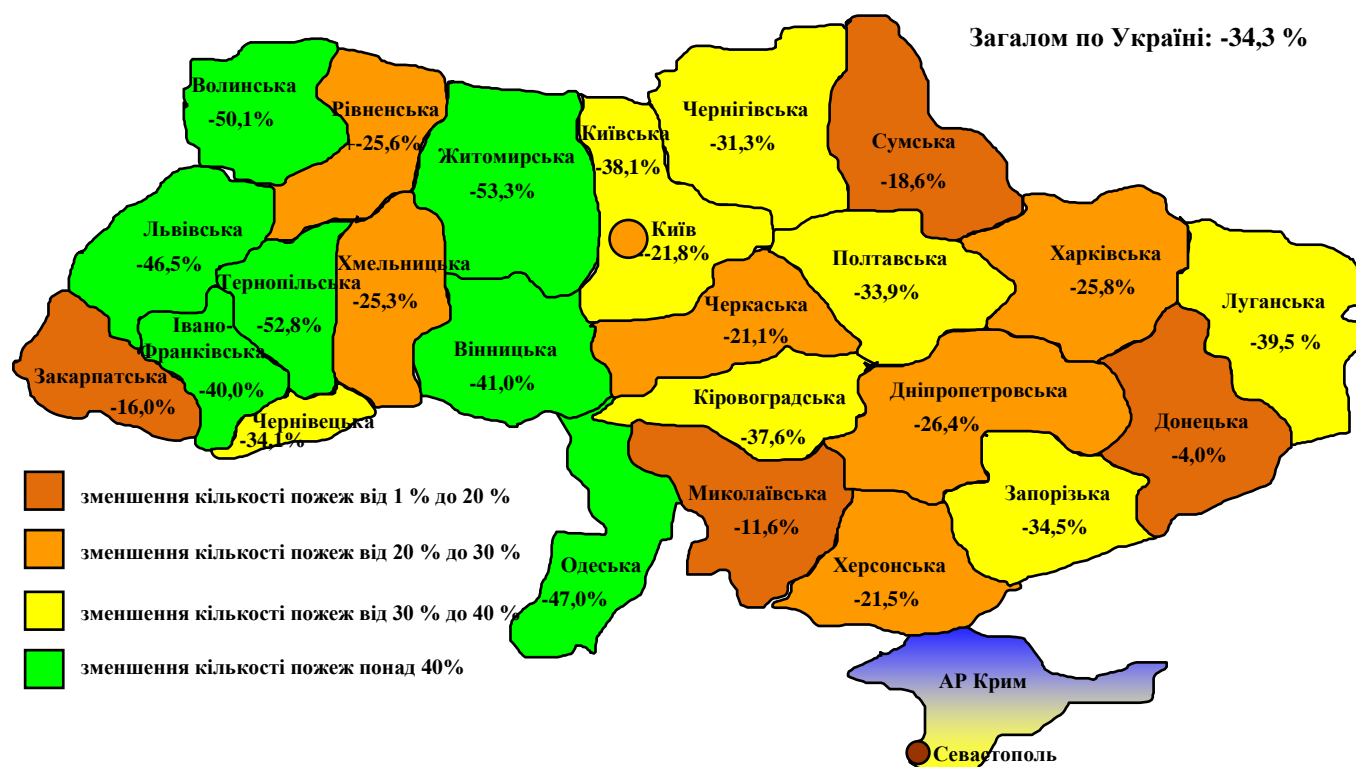 Загалом по Україні: -34,3 %
Волинська
-50,1%
Рівненська
+-25,6%
Житомирська
-53,3%
Київська
-38,1%
Чернігівська
-31,3%
Сумська
-18,6%
Львівська
-46,5%
Тернопільська
-52,8%
Хмельницька
-25,3%
Київ
-21,8%
Полтавська
-33,9%
Харківська
-25,8%
Луганська
-39,5 %
Черкаська
-21,1%
Івано-
Франківська
-40,0%
Закарпатська
-16,0%
Чернівецька
-34,1%
Вінницька
-41,0%
Кіровоградська
-37,6%
Дніпропетровська
-26,4%
Донецька
-4,0%
Миколаївська
-11,6%
Запорізька
-34,5%
Одеська
-47,0%
Херсонська
-21,5%
АР Крим
Севастополь
зменшення кількості пожеж від 1 % до 20 %
зменшення кількості пожеж від 20 % до 30 %
зменшення кількості пожеж від 30 % до 40 %
зменшення кількості пожеж понад 40%